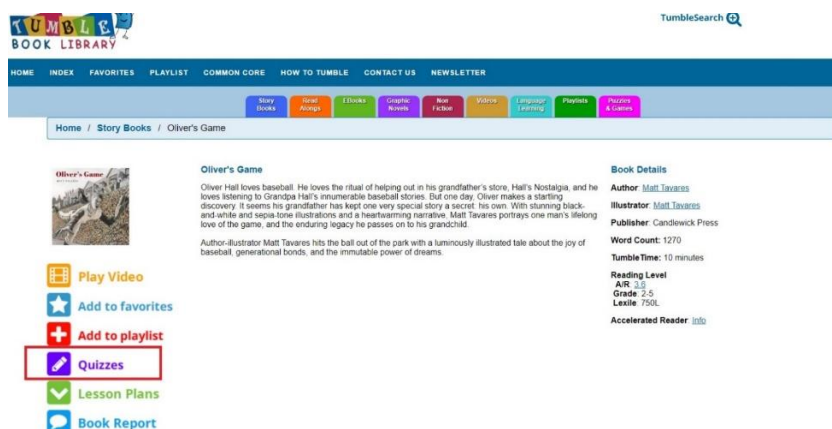 TUMBLE
BOOK LIBRARY
TumbleSearch
HOME INDEX FAVORITES PLAYLIST COMMON CORE HOW TO TUMBLE CONTACT US NEWSLETTER
Story Books
Read Alongs
EBooks
Graphic Novels
Non Fiction
Videos
Language Learning
Playlists
Puzzles & Games
Home / Story Books / Oliver's Game
Oliver's Game
Oliver's Game
Oliver Hall loves baseball. He loves the ritual of helping out in his grandfather's store, Hall's Nostalgia, and he
loves listening to Grandpa Hall's innumerable baseball stories. But one day, Oliver makes a startling
discovery. It seems his grandfather has kept one very special story a secret: his own. With stunning black-
and-white and sepia-tone illustrations and a heartwarming narrative, Matt Tavares portrays one man's lifelong
love of the game, and the enduring legacy he passes on to his grandchild.
Author-illustrator Matt Tavares hits the ball out of the park with a luminously illustrated tale about the joy of
baseball, generational bonds, and the immutable power of dreams.
Book Details
Author: Matt Tavares
Illustrator: Matt Tavares
Publisher: Candlewick Press
Word Count: 1270
TumbleTime: 10 minutes
Reading Level
A/R: 3.6
Grade: 2-5
Lexile: 750L
Accelerated Reader: Info
Play Video
Add to favorites
Add to playlist
Quizzes
Lesson Plans
Book Report